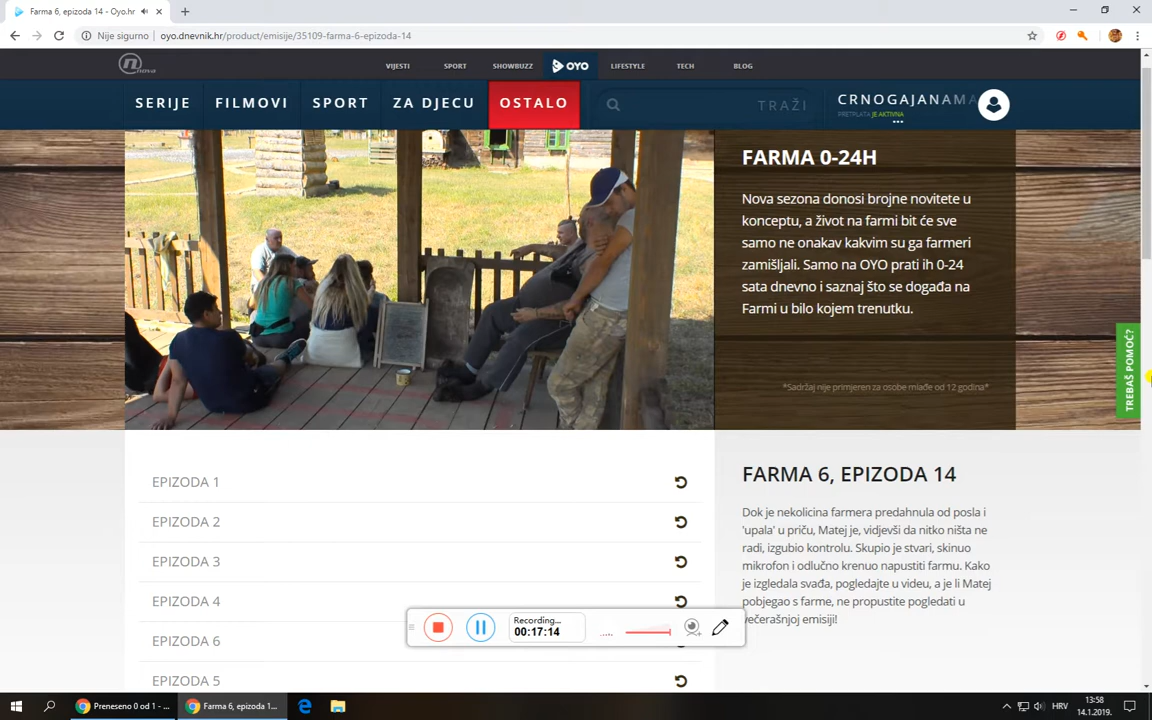 Farma 6, epizoda 14 - Oyo.hr
Nije sigurno
oyo.dnevnik.hr/product/emisije/35109-farma-6-epizoda-14
nova
VIJESTI
SPORT
SHOWBUZZ
OYO
LIFESTYLE
TECH
BLOG
SERIJE
FILMOVI
SPORT
ZA DJECU
OSTALO
TRAŽI
CRNOGAJANAMA
PRETPLATA JE AKTIVNA
FARMA 0-24H
Nova sezona donosi brojne novitete u
konceptu, a život na farmi bit će sve
samo ne onakav kakvim su ga farmeri
zamišljali. Samo na OYO prati ih 0-24
sata dnevno i saznaj što se događa na
Farmi u bilo kojem trenutku.
*Sadržaj nije primjeren za osobe mlađe od 12 godina*
TREBAŠ POMOĆ?
EPIZODA 1
EPIZODA 2
EPIZODA 3
EPIZODA 4
EPIZODA 6
EPIZODA 5
FARMA 6, EPIZODA 14
Dok je nekolicina farmera predahnula od posla i
'upala' u priču, Matej je, vidjevši da nitko ništa ne
radi, izgubio kontrolu. Skupio je stvari, skinuo
mikrofon i odlučno krenuo napustiti farmu. Kako
je izgledala svađa, pogledajte u videu, a je li Matej
pobjegao s farme, ne propustite pogledati u
večerašnjoj emisiji!
Recording...
00:17:14
Preneseno 0 od 1 - ...
Farma 6, epizoda 1...
HRV
13:58
14.1.2019.